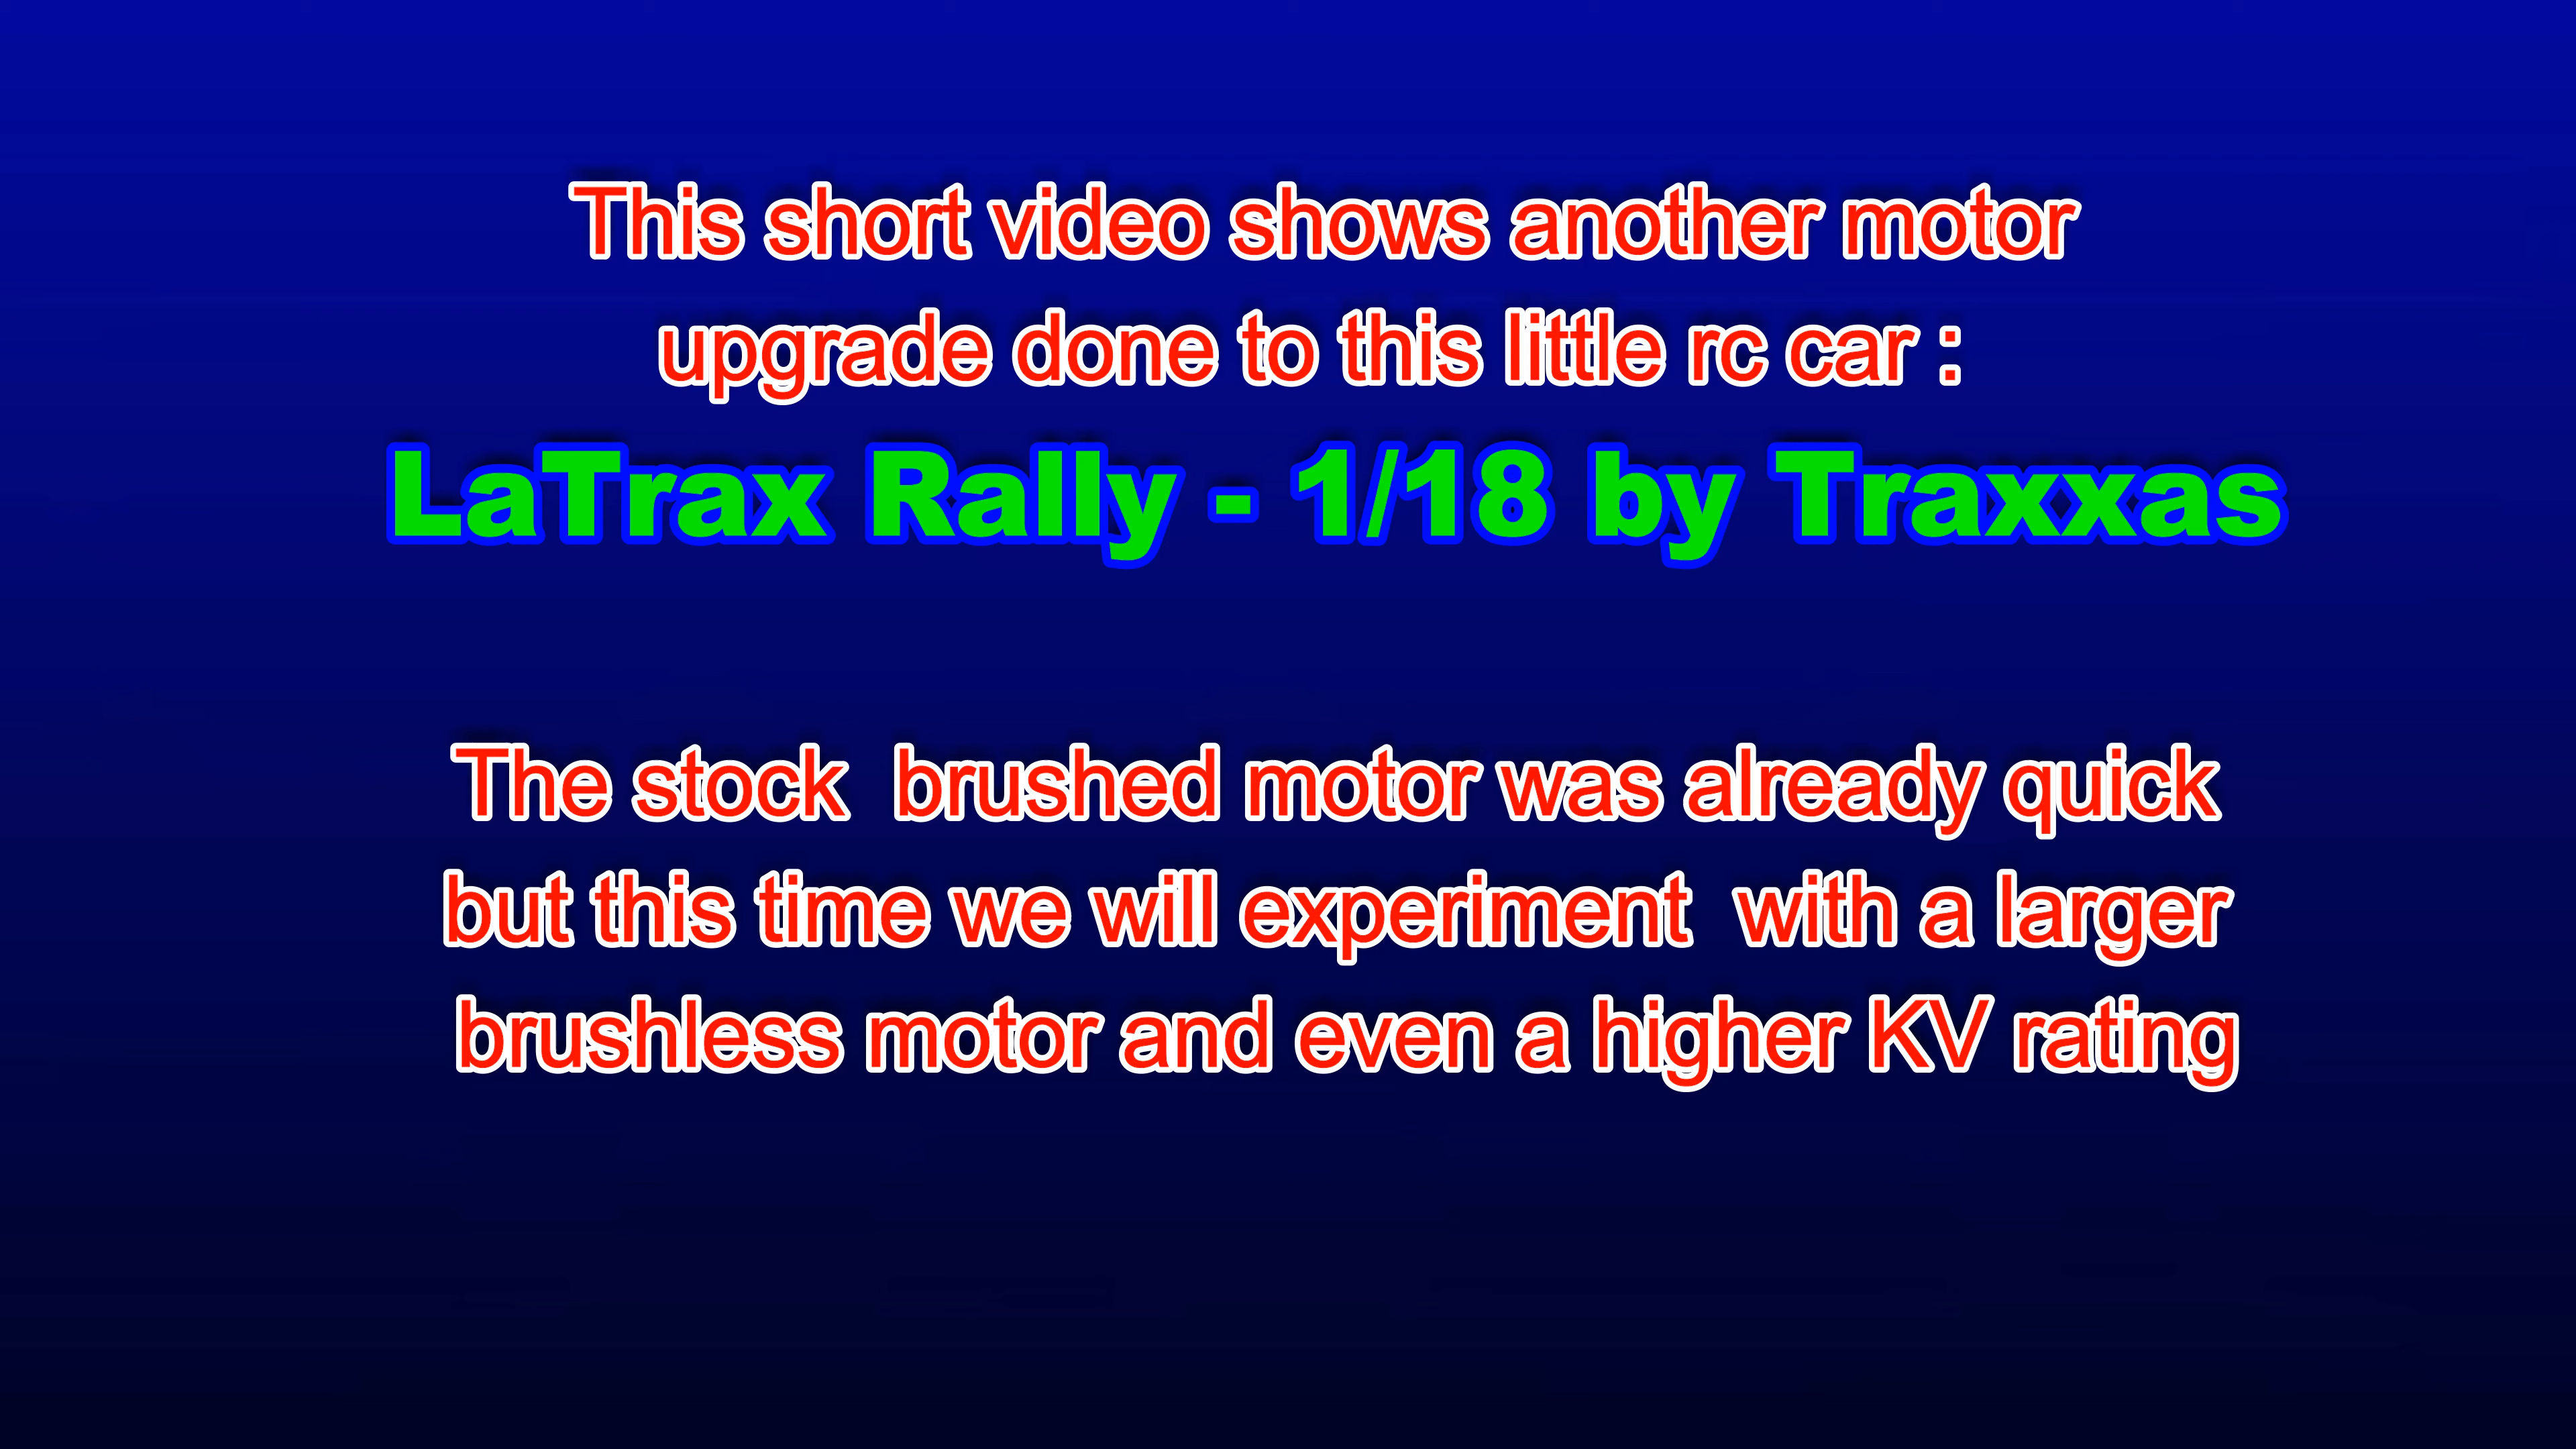 This short video shows another motor
upgrade done to this little rc car :
LaTrax Rally - 1/18 by Traxxas
The stock  brushed motor was already quick
but this time we will experiment  with a larger
brushless motor and even a higher KV rating